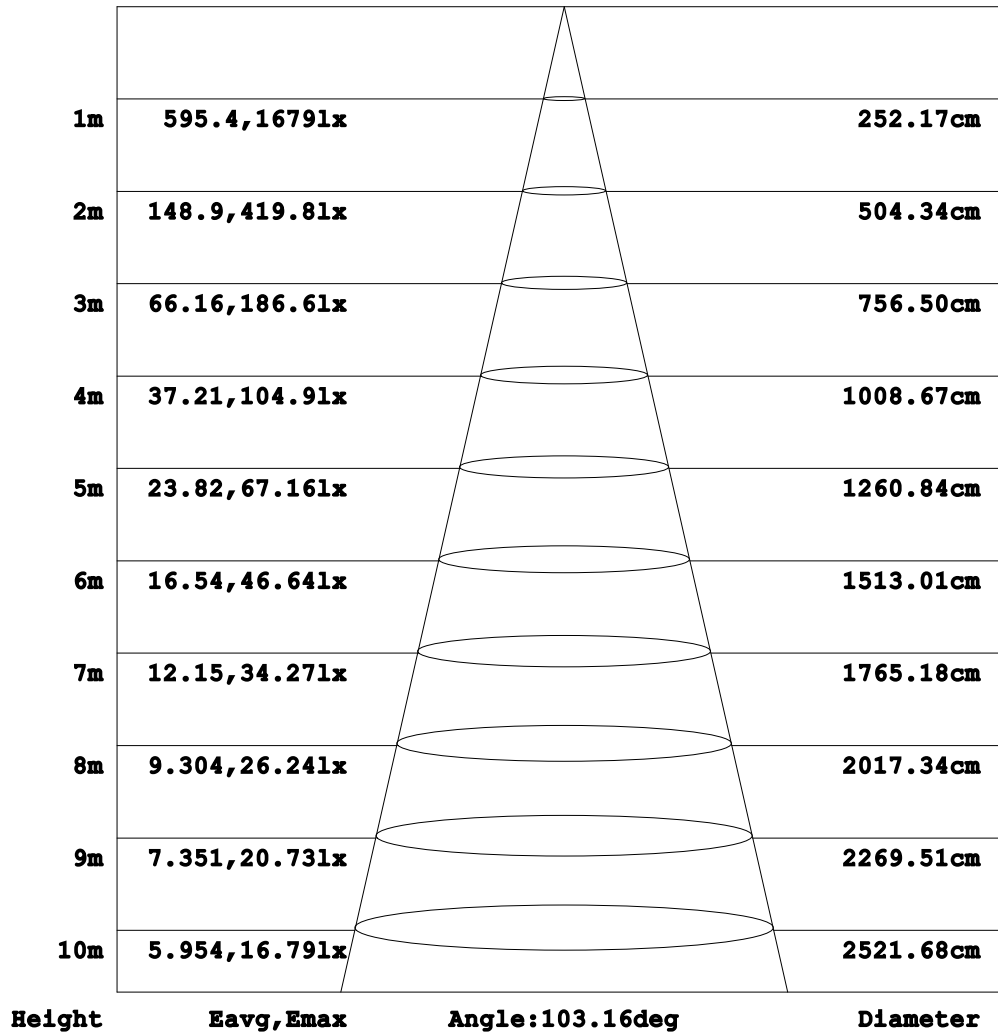 1m 595.4,1679lx 252.17cm
2m 148.9,419.8lx 504.34cm
3m 66.16,186.6lx 756.50cm
4m 37.21,104.9lx 1008.67cm
5m 23.82,67.16lx 1260.84cm
6m 16.54,46.64lx 1513.01cm
7m 12.15,34.27lx 1765.18cm
8m 9.304,26.24lx 2017.34cm
9m 7.351,20.73lx 2269.51cm
10m 5.954,16.79lx 2521.68cm
Height Eavg,Emax Angle:103.16deg Diameter